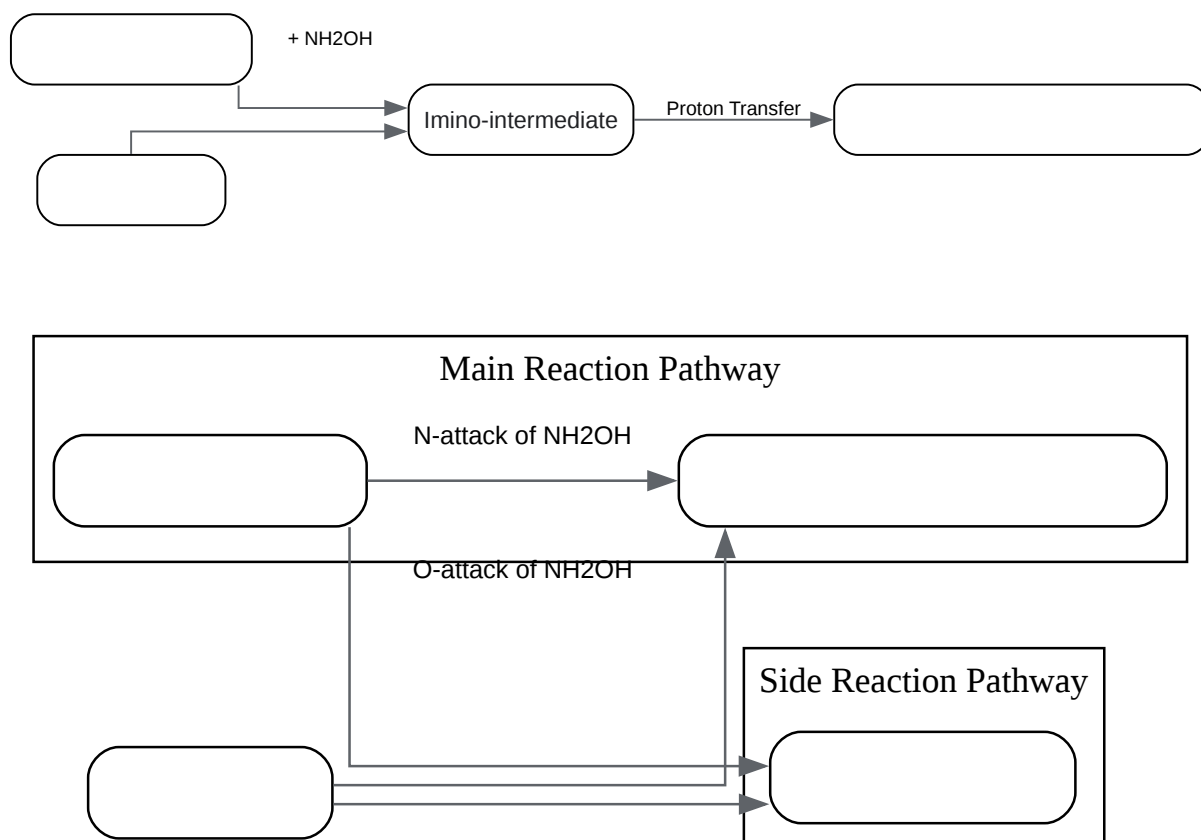 + NH2OH
Imino-intermediate
Proton Transfer
Main Reaction Pathway
N-attack of NH2OH
O-attack of NH2OH
Side Reaction Pathway